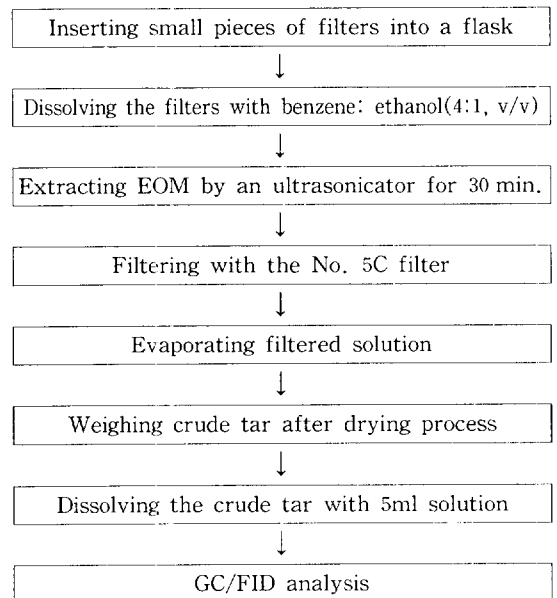 Inserting small pieces of filters into a flask
↓
Dissolving the filters with benzene: ethanol(4:1, v/v)
↓
Extracting EOM by an ultrasonicator for 30 min.
↓
Filtering with the No. 5C filter
↓
Evaporating filtered solution
↓
Weighing crude tar after drying process
↓
Dissolving the crude tar with 5ml solution
↓
GC/FID analysis